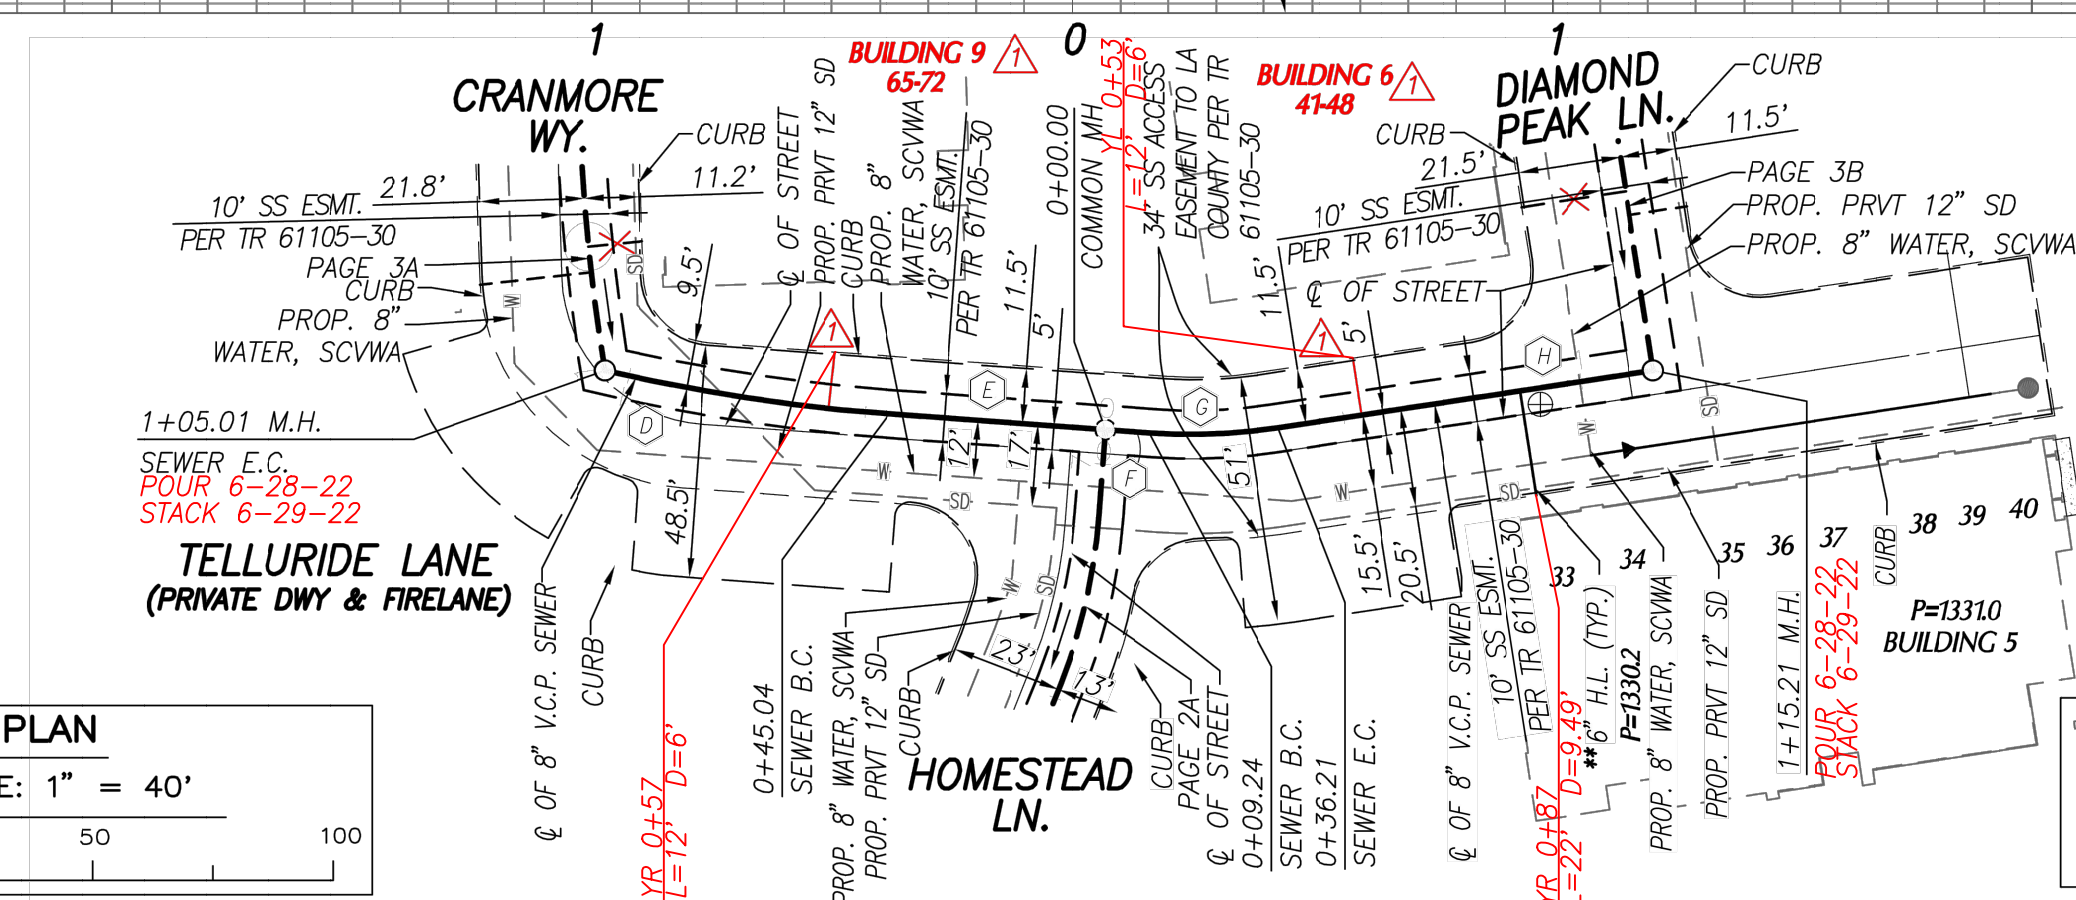 1
0
1
CRANMORE
WY.
BUILDING 9
65-72
1
BUILDING 6
41-48
1
DIAMOND
PEAK LN.
CURB
11.5'
CURB
CURB
21.5'
10' SS ESMT.
PER TR 61105-30
PAGE 3B
PROP. PRVT 12" SD
PROP. 8" WATER, SCVWA
℄ OF STREET
10' SS ESMT.
PER TR 61105-30
21.8'
11.2'
PAGE 3A
CURB
PROP. 8"
WATER, SCVWA
W
SD
9.5'
℄ OF STREET
PROP. PRVT 12" SD
CURB
PROP. 8"
WATER, SCVWA
10' SS ESMT.
PER TR 61105-30
11.5'
5'
0+00.00
COMMON MH
YL 0+53
L=12' D=6'
34' SS ACCESS
EASEMENT TO LA
COUNTY PER TR
61105-30
11.5'
5'
1
1
D
E
F
G
H
1+05.01 M.H.
SEWER E.C.
POUR 6-28-22
STACK 6-29-22
TELLURIDE LANE
(PRIVATE DWY & FIRELANE)
48.5'
12'
17'
51'
15.5'
20.5'
W
SD
W
SD
W
SD
W
SD
23'
13'
℄ OF 8" V.C.P. SEWER
CURB
YR 0+57
L=12' D=6'
0+45.04
SEWER B.C.
PROP. 8" WATER, SCVWA
PROP. PRVT 12" SD
CURB
HOMESTEAD
LN.
CURB
PAGE 2A
℄ OF STREET
0+09.24
SEWER B.C.
0+36.21
SEWER E.C.
℄ OF 8" V.C.P. SEWER
10' SS ESMT.
PER TR 61105-30
YR 0+87
L=22' D=9.49'
**6" H.L. (TYP.)
P=1330.2
PROP. 8" WATER, SCVWA
PROP. PRVT 12" SD
1+15.21 M.H.
POUR 6-28-22
STACK 6-29-22
CURB
33
34
35
36
37
38
39
40
P=1331.0
BUILDING 5
PLAN
E: 1" = 40'
50
100